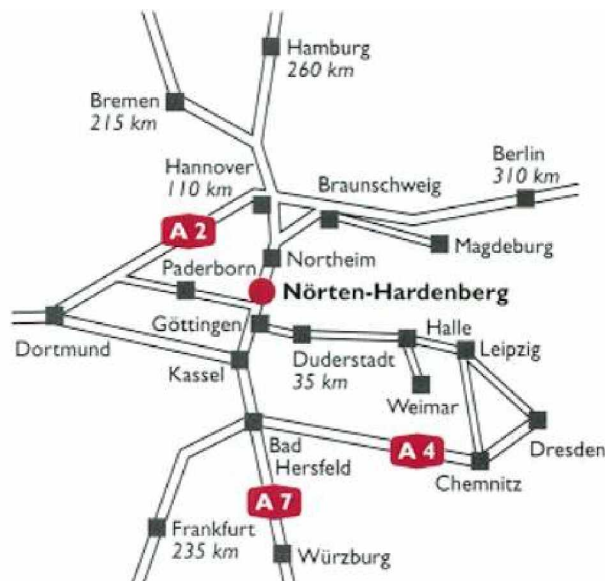 Hamburg
260 km
Bremen
215 km
Hannover
110 km
Berlin
310 km
Braunschweig
A 2
Magdeburg
Northeim
Paderborn
Nörten-Hardenberg
Göttingen
Dortmund
Halle
Leipzig
Duderstadt
35 km
Kassel
Weimar
Bad
Hersfeld
A 4
Dresden
Chemnitz
A 7
Frankfurt
235 km
Würzburg